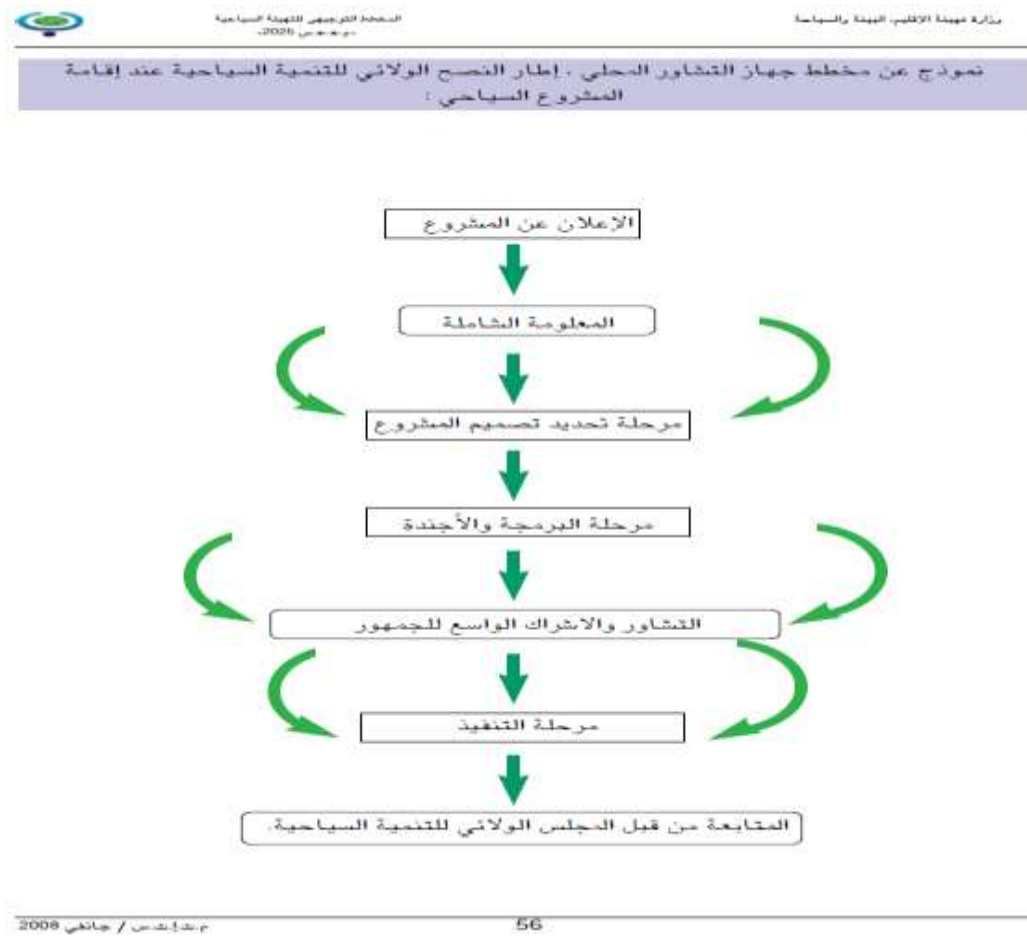 وزارة تهيئة الإقليم، البيئة والسياحة
المخطط التوجيهي للتهيئة السياحية
2025
نموذج عن مخطط جهاز التشاور المحلي ، إطار النصح الولائي للتنمية السياحية عند إقامة
المشروع السياحي :
الإعلان عن المشروع
المعلومة الشاملة
مرحلة تحديد تصميم المشروع
مرحلة البرمجة والأجندة
التشاور والاشراك الواسع للجمهور
مرحلة التنفيذ
المتابعة من قبل المجلس الولائي للتنمية السياحية.
56
جانفي 2008